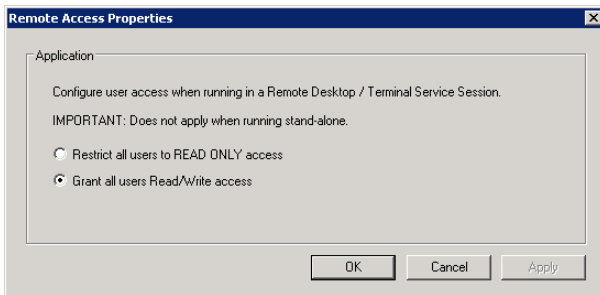 Remote Access Properties
Application
Configure user access when running in a Remote Desktop / Terminal Service Session.
IMPORTANT: Does not apply when running stand-alone.
Restrict all users to READ ONLY access
Grant all users Read/Write access
OK Cancel Apply